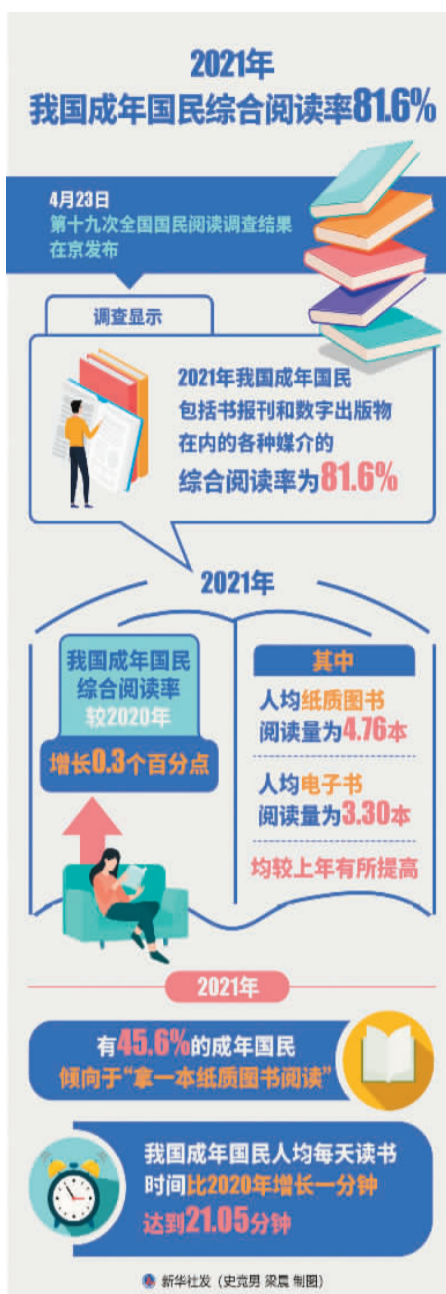 2021年
我国成年国民综合阅读率81.6%
4月23日
第十九次全国国民阅读调查结果
在京发布
调查显示
2021年我国成年国民
包括书报刊和数字出版物
在内的各种媒介的
综合阅读率为81.6%
2021年
我国成年国民
综合阅读率
较2020年
增长0.3个百分点
其中
人均纸质图书
阅读量为4.76本
人均电子书
阅读量为3.30本
均较上年有所提高
2021年
有45.6%的成年国民
倾向于“拿一本纸质图书阅读”
我国成年国民人均每天读书
时间比2020年增长一分钟
达到21.05分钟
新华社发（史竞男 梁晨 制图）